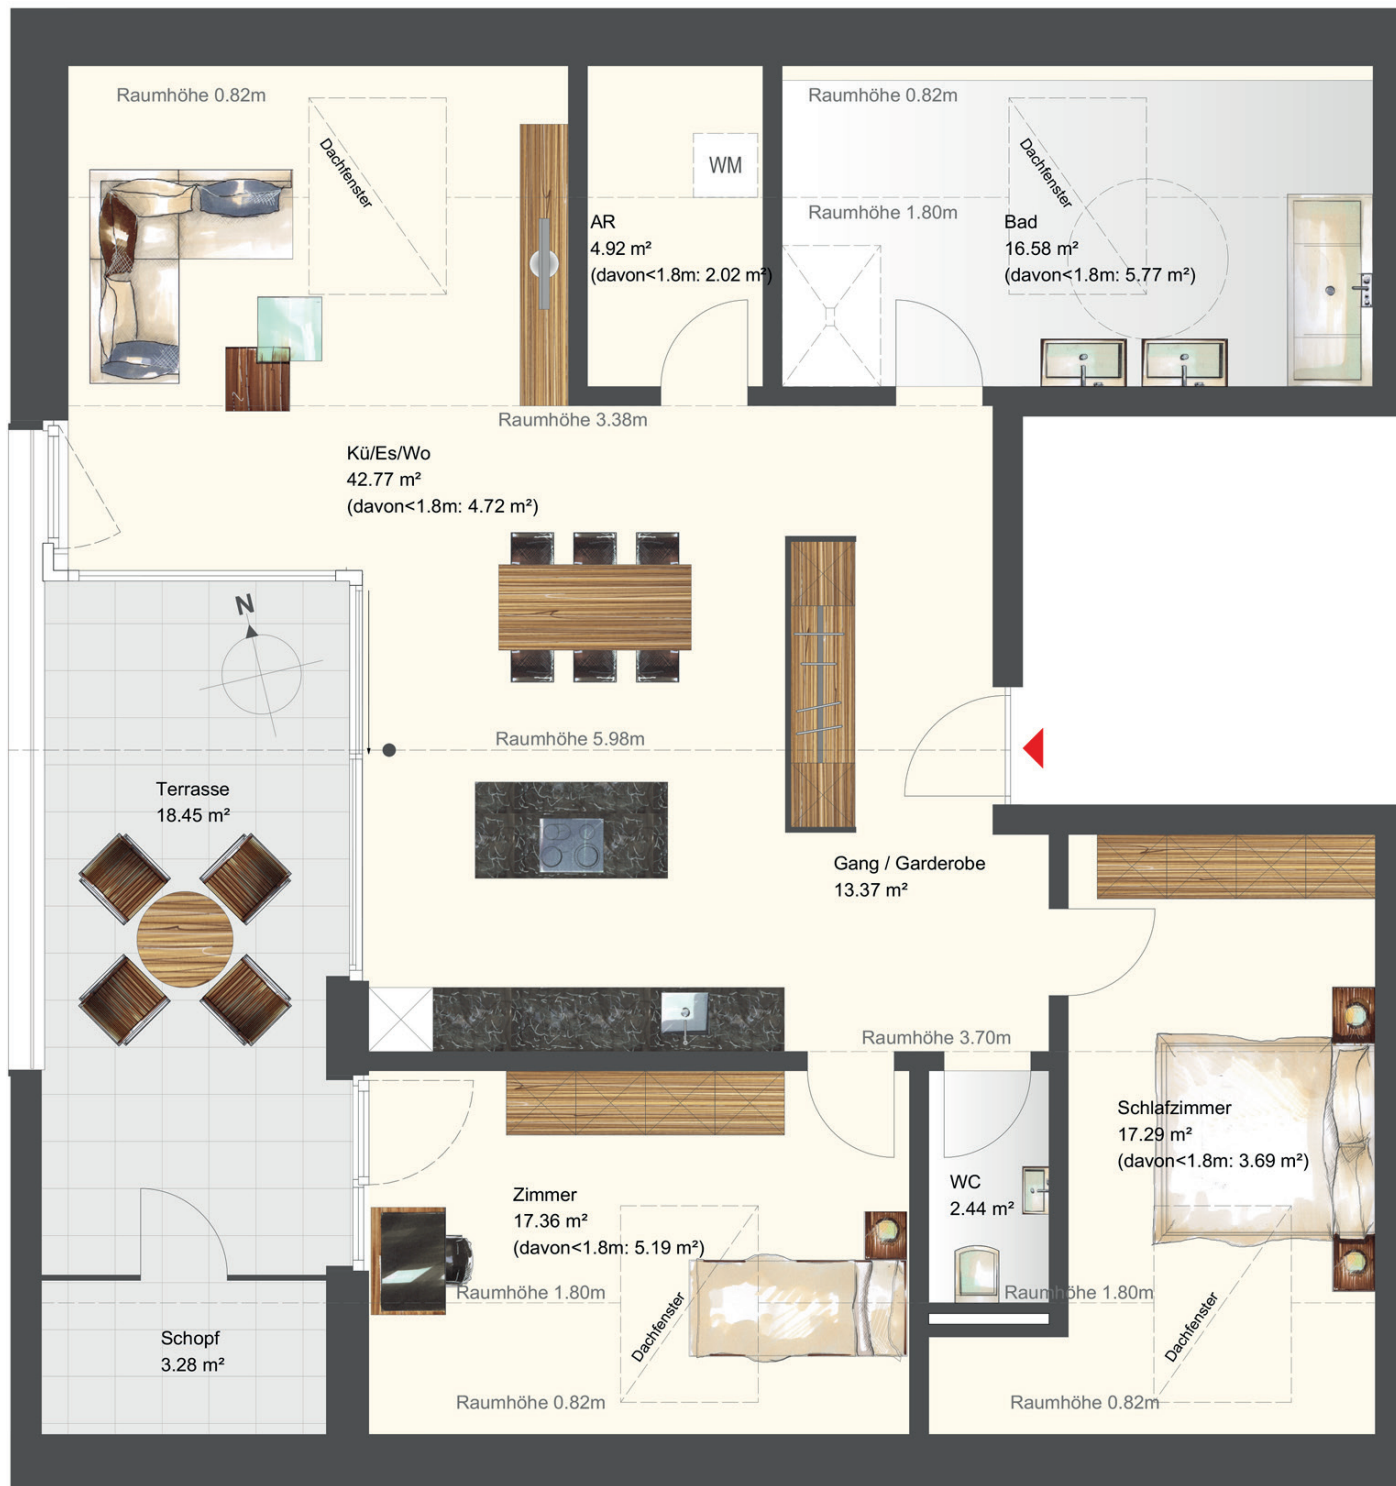 Raumhöhe 0.82m
Dachfenster
WM
AR
4.92 m²
(davon<1.8m: 2.02 m²)
Raumhöhe 0.82m
Dachfenster
Raumhöhe 1.80m
Bad
16.58 m²
(davon<1.8m: 5.77 m²)
Raumhöhe 3.38m
Kü/Es/Wo
42.77 m²
(davon<1.8m: 4.72 m²)
N
Raumhöhe 5.98m
Terrasse
18.45 m²
Gang / Garderobe
13.37 m²
Raumhöhe 3.70m
Schlafzimmer
17.29 m²
(davon<1.8m: 3.69 m²)
WC
2.44 m²
Zimmer
17.36 m²
(davon<1.8m: 5.19 m²)
Raumhöhe 1.80m
Dachfenster
Raumhöhe 1.80m
Dachfenster
Schopf
3.28 m²
Raumhöhe 0.82m
Raumhöhe 0.82m